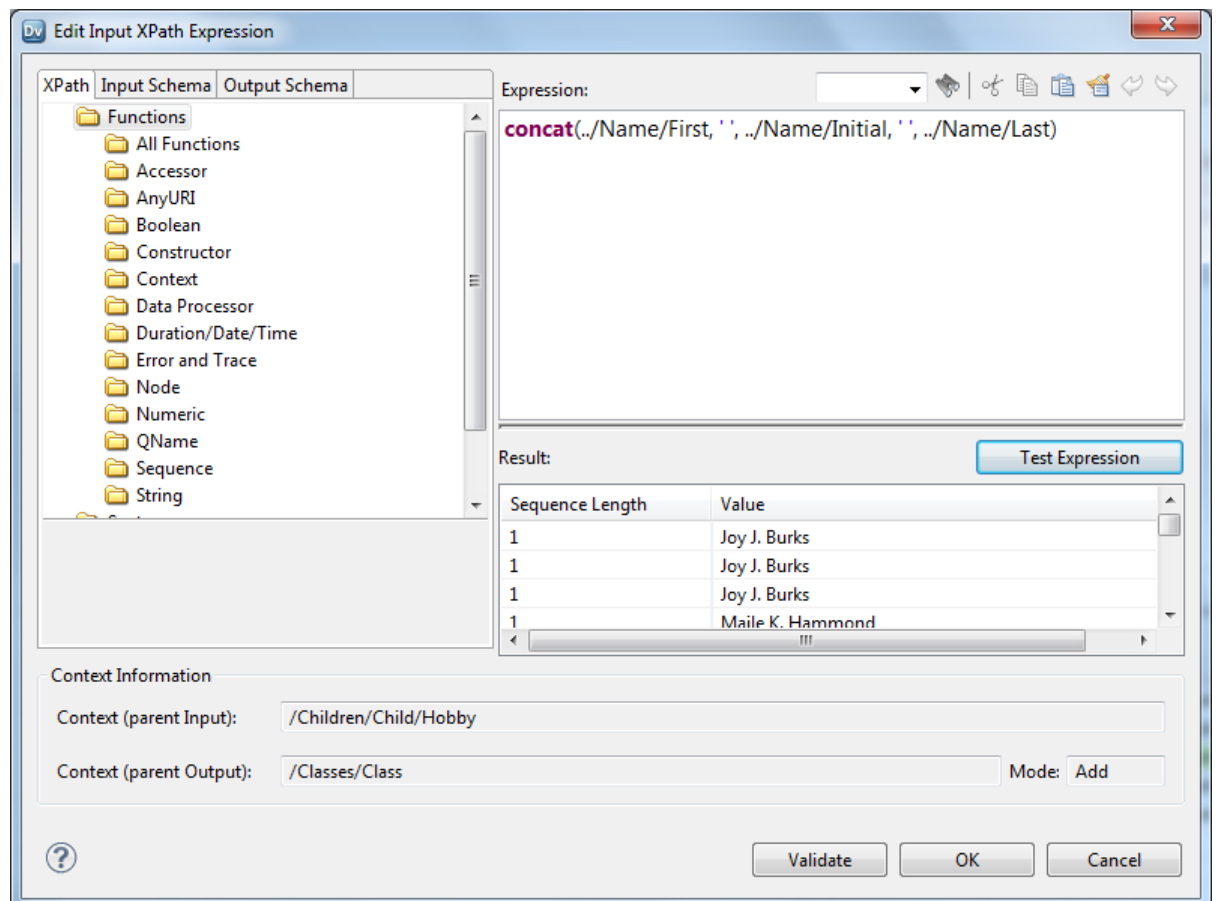 Dv Edit Input XPath Expression
XPath Input Schema Output Schema
Functions
All Functions
Accessor
AnyURI
Boolean
Constructor
Context
Data Processor
Duration/Date/Time
Error and Trace
Node
Numeric
QName
Sequence
String
Expression:
concat(../Name/First, ' ', ../Name/Initial, ' ', ../Name/Last)
Result: Test Expression
Sequence Length Value
1 Joy J. Burks
1 Joy J. Burks
1 Joy J. Burks
1 Maile K. Hammond
Context Information
Context (parent Input): /Children/Child/Hobby
Context (parent Output): /Classes/Class Mode: Add
? Validate OK Cancel